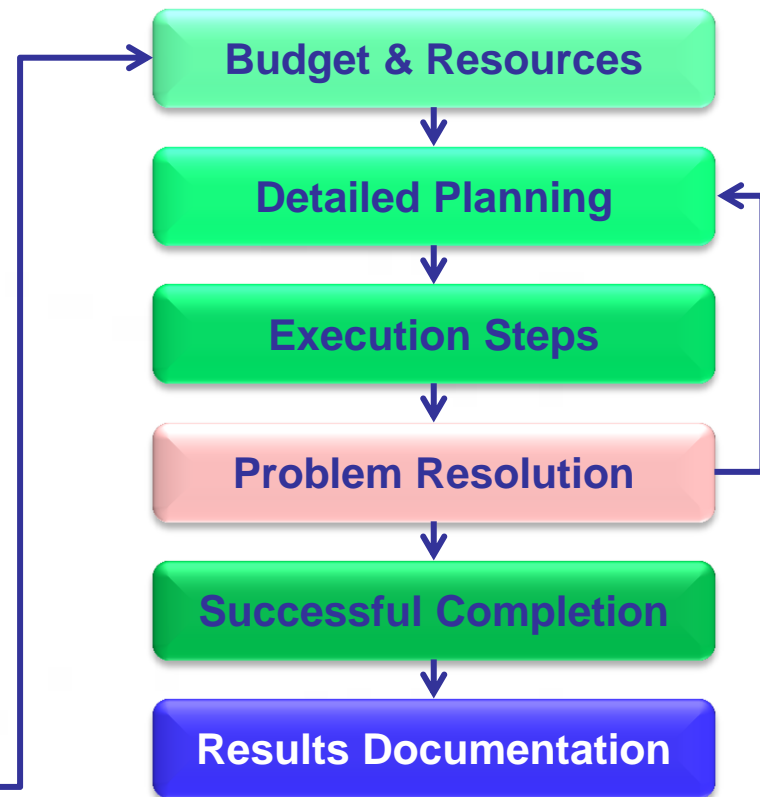 Budget & Resources
Detailed Planning
Execution Steps
Problem Resolution
Successful Completion
Results Documentation